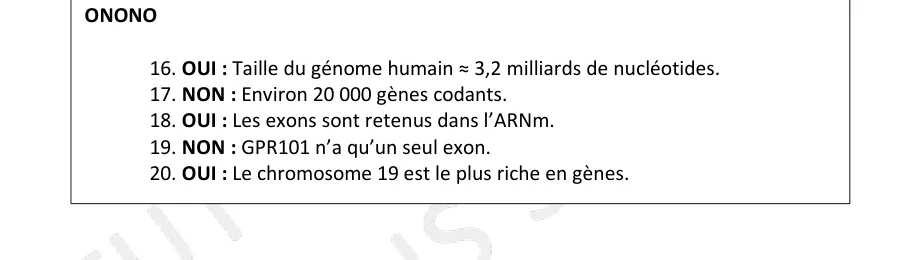 ONONO
16. OUI : Taille du génome humain ≈ 3,2 milliards de nucléotides.
17. NON : Environ 20 000 gènes codants.
18. OUI : Les exons sont retenus dans l’ARNm.
19. NON : GPR101 n’a qu’un seul exon.
20. OUI : Le chromosome 19 est le plus riche en gènes.